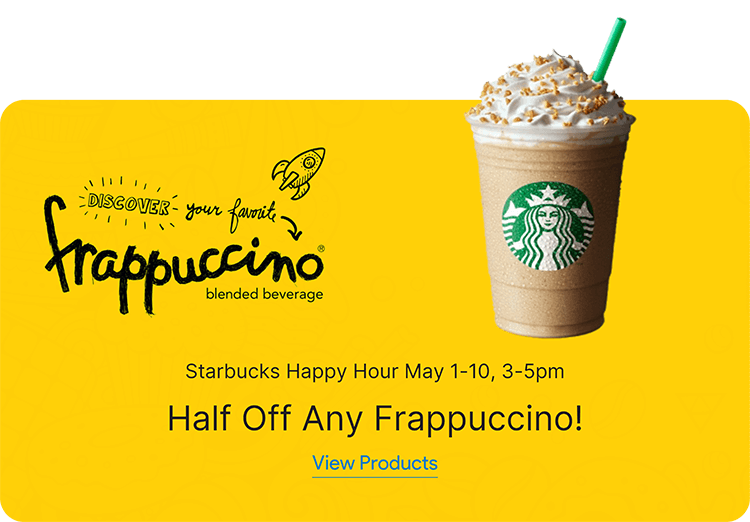 DISCOVER your favorite
frappuccino®
blended beverage
Starbucks Happy Hour May 1-10, 3-5pm
Half Off Any Frappuccino!
View Products